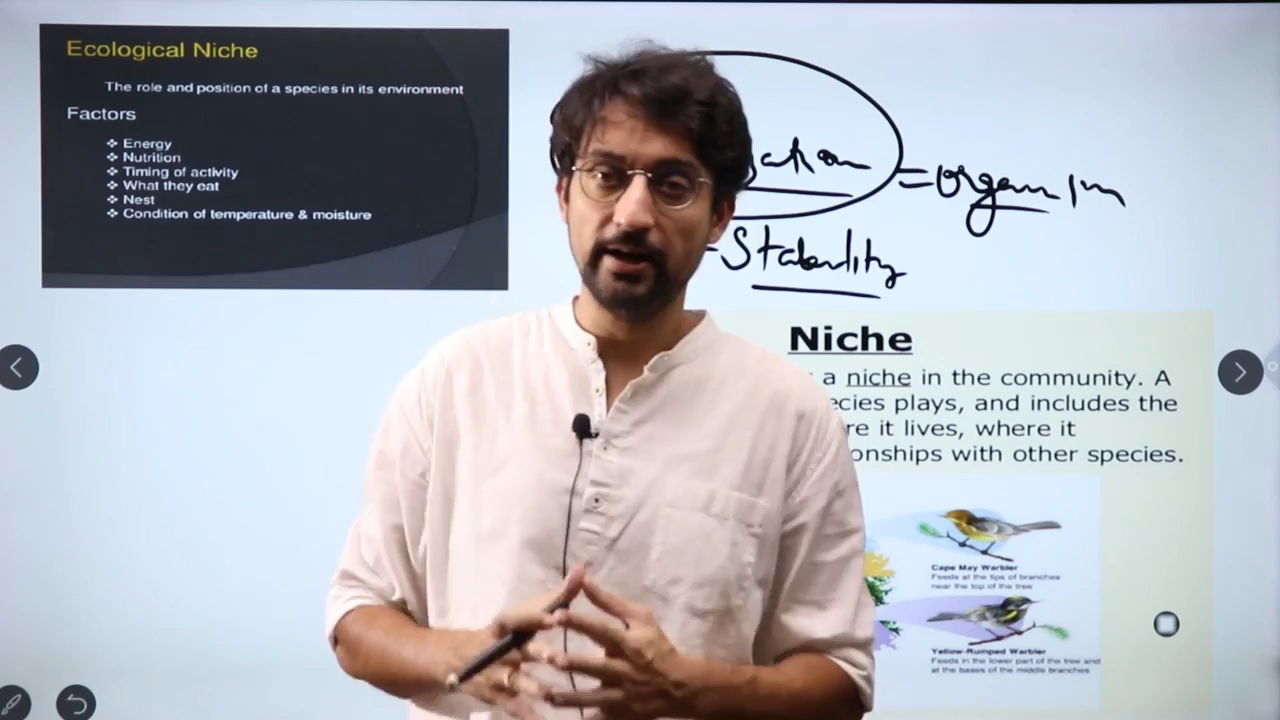 Ecological Niche
The role and position of a species in its environment
Factors
❖ Energy
❖ Nutrition
❖ Timing of activity
❖ What they eat
❖ Nest
❖ Condition of temperature & moisture
= organism
Stability
Niche
a niche in the community. A
ecies plays, and includes the
re it lives, where it
onships with other species.
Cape May Warbler
Feeds at the tips of branches
near the top of the tree
Yellow-Rumped Warbler
Feeds in the lower part of the tree and
at the bases of the middle branches